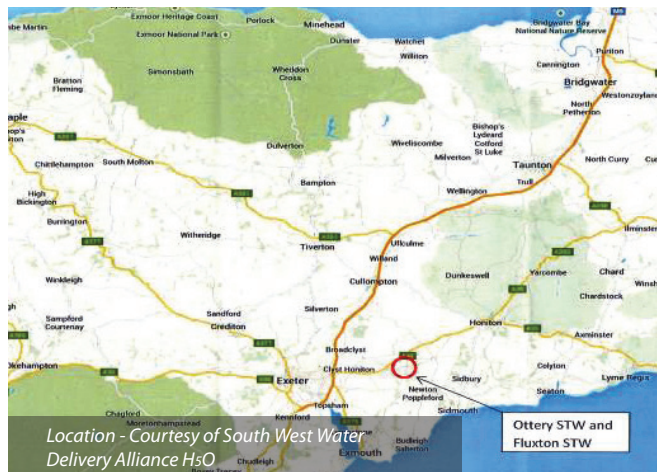 M5
Exmoor Heritage Coast
Porlock
Minehead
Bridgwater Bay
National Nature Reserve
Combe Martin
Exmoor National Park
Dunster
Watchet
Puriton
Simonsbath
Williton
Cannington
Wheddon
Cross
Bridgwater
Bratton
Fleming
Westonzoyland
North
Petherton
Dulverton
Bishop's
Lydeard
Cotford
St Luke
Wiveliscombe
Milverton
Taunton
North Curry
Chittlehampton
South Molton
Bampton
Trull
Wellington
High
Bickington
Burrington
Witheridge
Tiverton
Uffculme
Ilminster
Willand
Cullompton
Dunkeswell
Yarcombe
Chard
Winkleigh
Chardstock
Sampford
Courtenay
Sandford
Crediton
Silverton
Honiton
Axminster
Broadclyst
Okehampton
Clyst Honiton
Colyton
Exeter
Sidbury
Lyme Regis
Newton
Poppleford
Seaton
Topsham
Chagford
Kennford
Sidmouth
Moretonhampstead
Ottery STW and
Fluxton STW
Budleigh
Salterton
Exmouth
Chudleigh
Location - Courtesy of South West Water
Delivery Alliance H5O